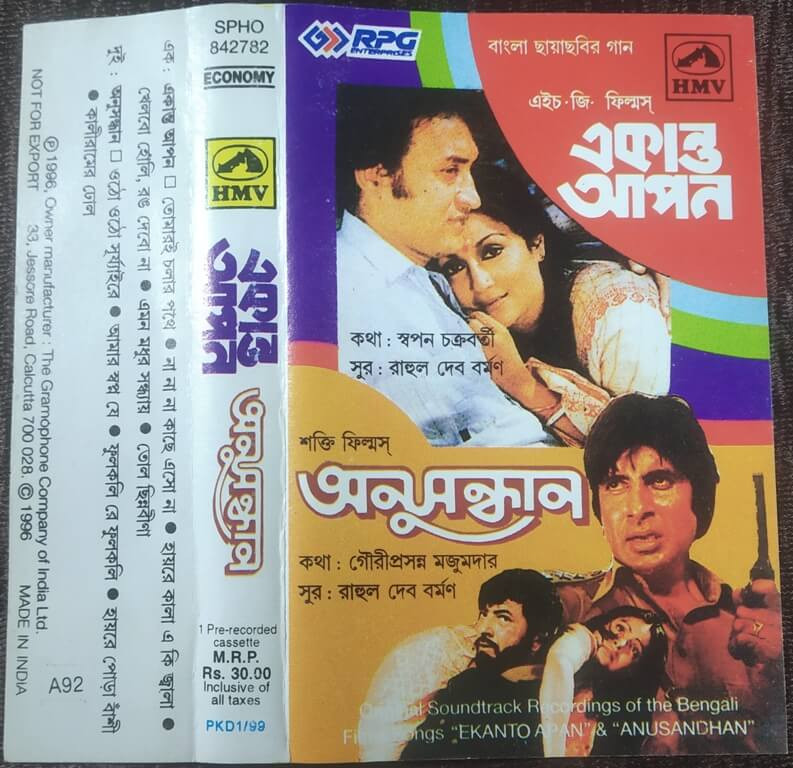 SPHO
842782
ECONOMY
HMV
একান্ত
আপন
অনুসন্ধান
1 Pre-recorded
cassette
M.R.P.
Rs. 30.00
Inclusive of
all taxes
PKD1/99
এক : একান্ত আপন □ তোমারই চলার পথে ● না না না কাছে এসো না ● হায়রে কালা এ কি জ্বালা ●
খেলবো হোলি, রঙ দেবো না ● এমন মধুর সন্ধ্যায় ● তোল ছিন্নবীণা
দুই : অনুসন্ধান □ ওঠো ওঠো সূর্য্যাইরে ● আমার স্বপ্ন যে ● ফুলকলি রে ফুলকলি ● হায়রে পোড়া বাঁশী
● কালীরামের ঢোল
℗ 1996, Owner manufacturer : The Gramophone Company of India Ltd.
33, Jessore Road, Calcutta 700 028. © 1996
NOT FOR EXPORT
MADE IN INDIA
A92
RPG
ENTERPRISES
বাংলা ছায়াছবির গান
HMV
এইচ·জি· ফিল্মস্
একান্ত
আপন
কথা : স্বপন চক্রবর্তী
সুর : রাহুল দেব বর্মণ
শক্তি ফিল্মস্
অনুসন্ধান
কথা : গৌরীপ্রসন্ন মজুমদার
সুর : রাহুল দেব বর্মণ
Original Soundtrack Recordings of the Bengali
Film Songs "EKANTO APAN" & "ANUSANDHAN"